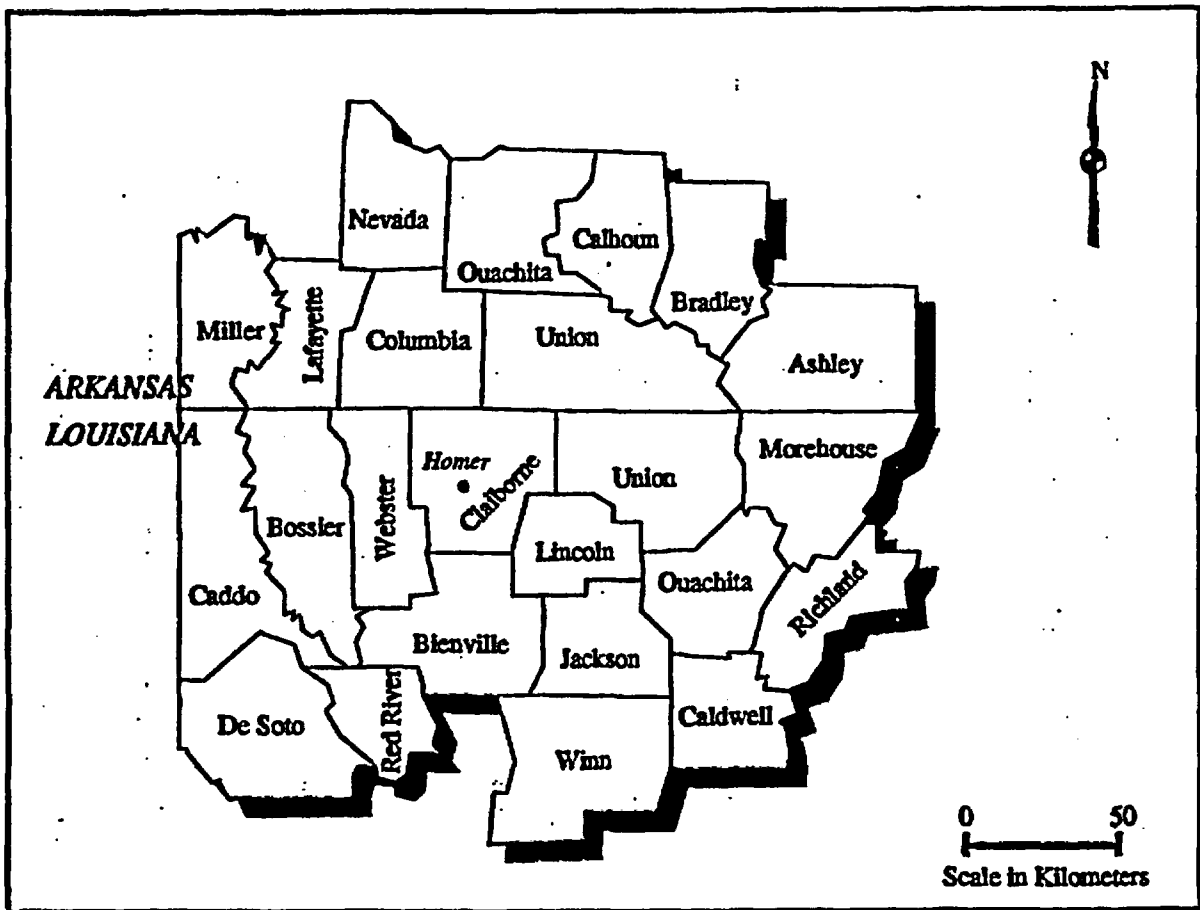 N
Nevada
Calhoun
Ouachita
Bradley
Miller
Lafayette
Columbia
Union
Ashley
ARKANSAS
LOUISIANA
Homer
Claiborne
Morehouse
Union
Webster
Bossier
Lincoln
Ouachita
Richland
Caddo
Bienville
Jackson
De Soto
Red River
Caldwell
Winn
0 50
Scale in Kilometers